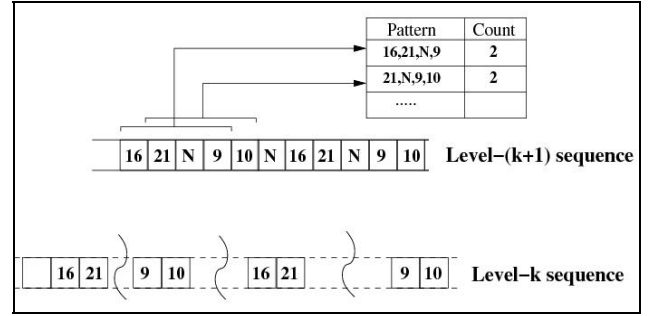 Pattern Count
16,21,N,9 2
21,N,9,10 2
.....
16 21 N 9 10 N 16 21 N 9 10 Level-(k+1) sequence
16 21 9 10 16 21 9 10 Level-k sequence